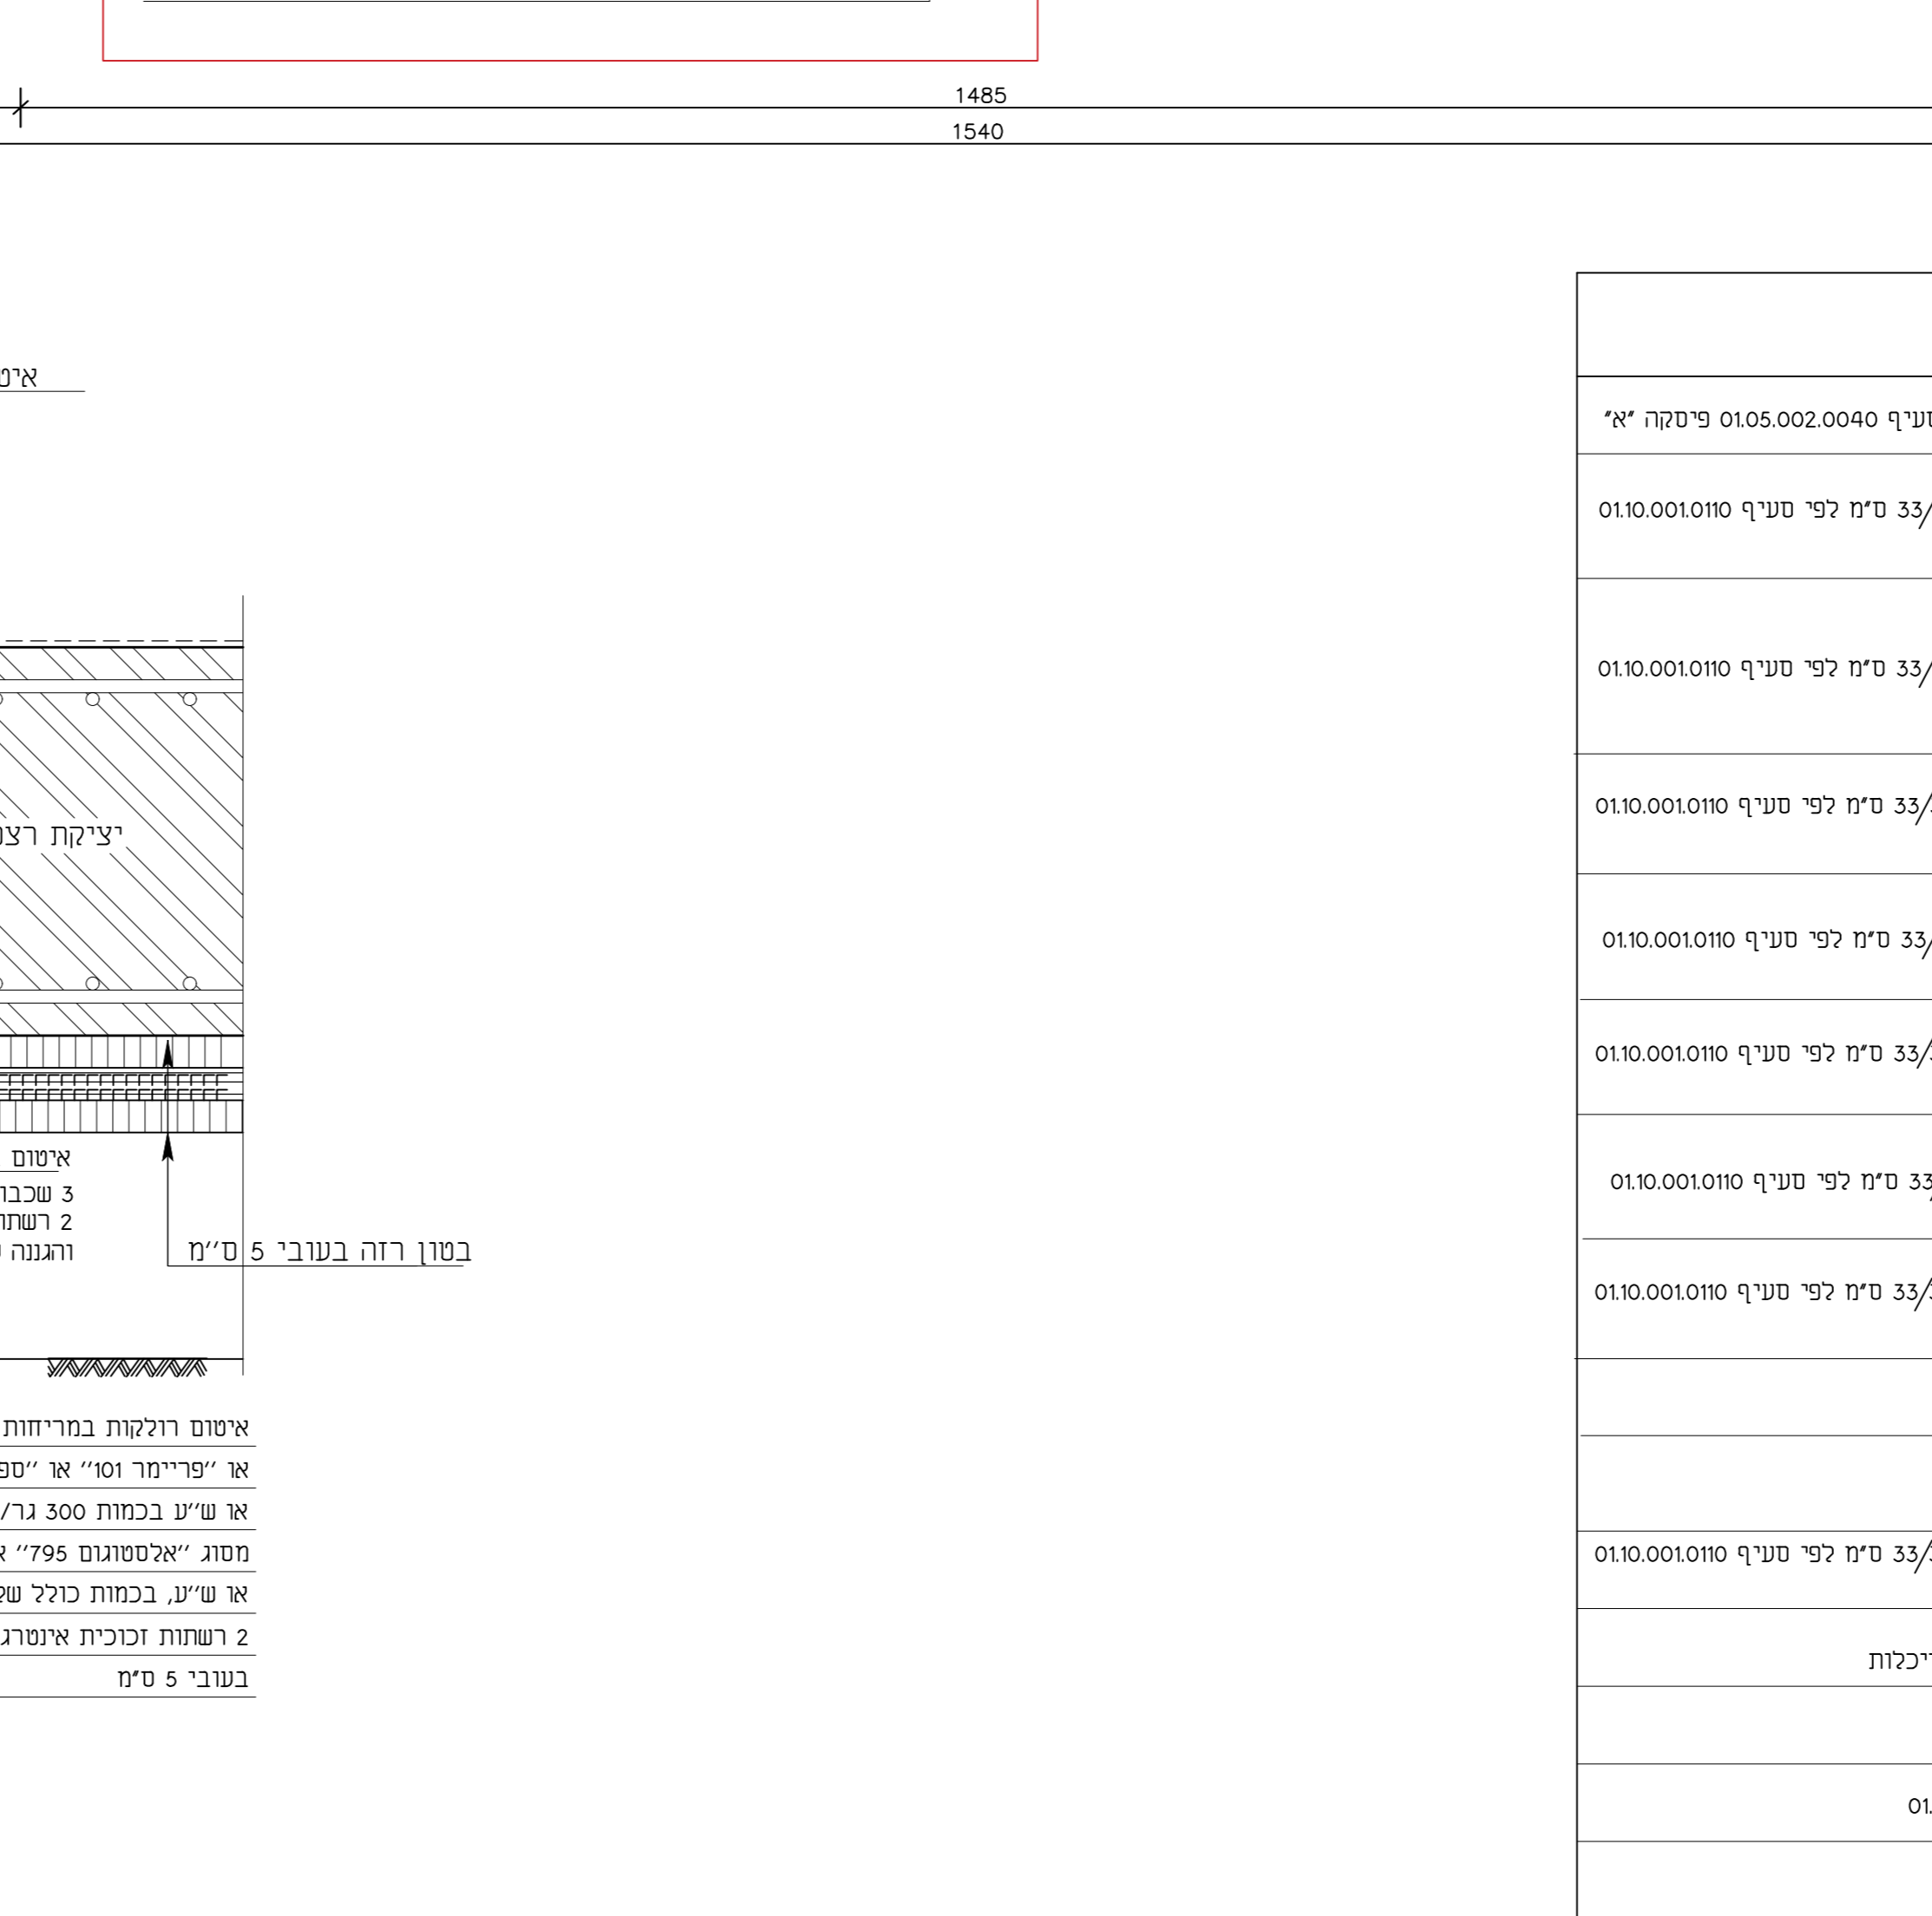 1485
1540
סעיף 01.05.002.0040 פיסקה "א"
33/ ס"מ לפי סעיף 01.10.001.0110
33/ ס"מ לפי סעיף 01.10.001.0110
33/ ס"מ לפי סעיף 01.10.001.0110
33/ ס"מ לפי סעיף 01.10.001.0110
33/ ס"מ לפי סעיף 01.10.001.0110
33 ס"מ לפי סעיף 01.10.001.0110
33/ ס"מ לפי סעיף 01.10.001.0110
33/ ס"מ לפי סעיף 01.10.001.0110
01.
יציקת
איטום
3
2
והגננה
בטון רזה בעובי 5 ס''מ
איטום רולקות במריחות
או ''פריימר 101'' או
או ש''ע בכמות 300 גר/
מסוג ''אלסטוגום 795''
או ש''ע, בכמות כולל
2 רשתות זכוכית
בעובי 5 ס"מ